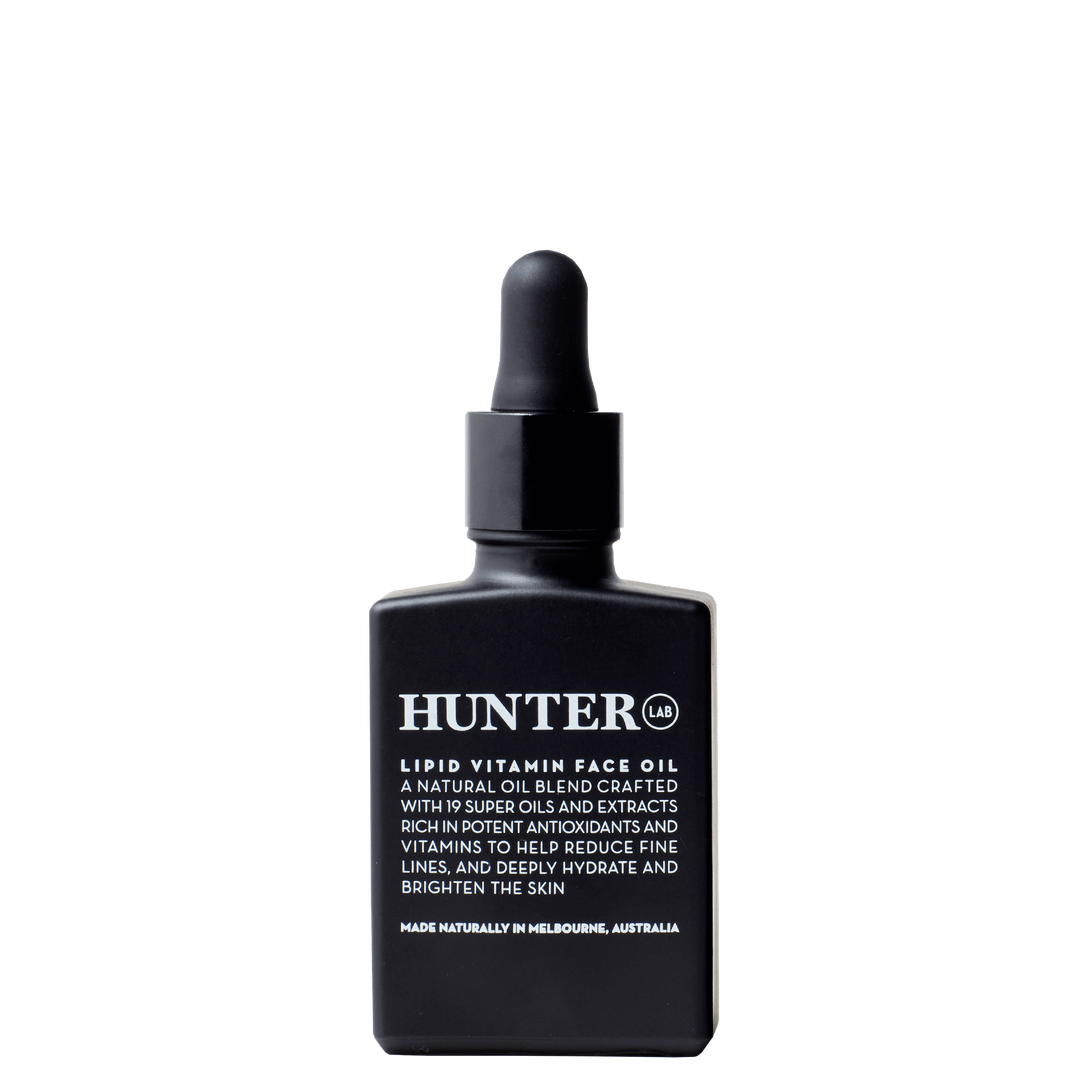 HUNTER LAB
LIPID VITAMIN FACE OIL
A NATURAL OIL BLEND CRAFTED
WITH 19 SUPER OILS AND EXTRACTS
RICH IN POTENT ANTIOXIDANTS AND
VITAMINS TO HELP REDUCE FINE
LINES, AND DEEPLY HYDRATE AND
BRIGHTEN THE SKIN
MADE NATURALLY IN MELBOURNE, AUSTRALIA